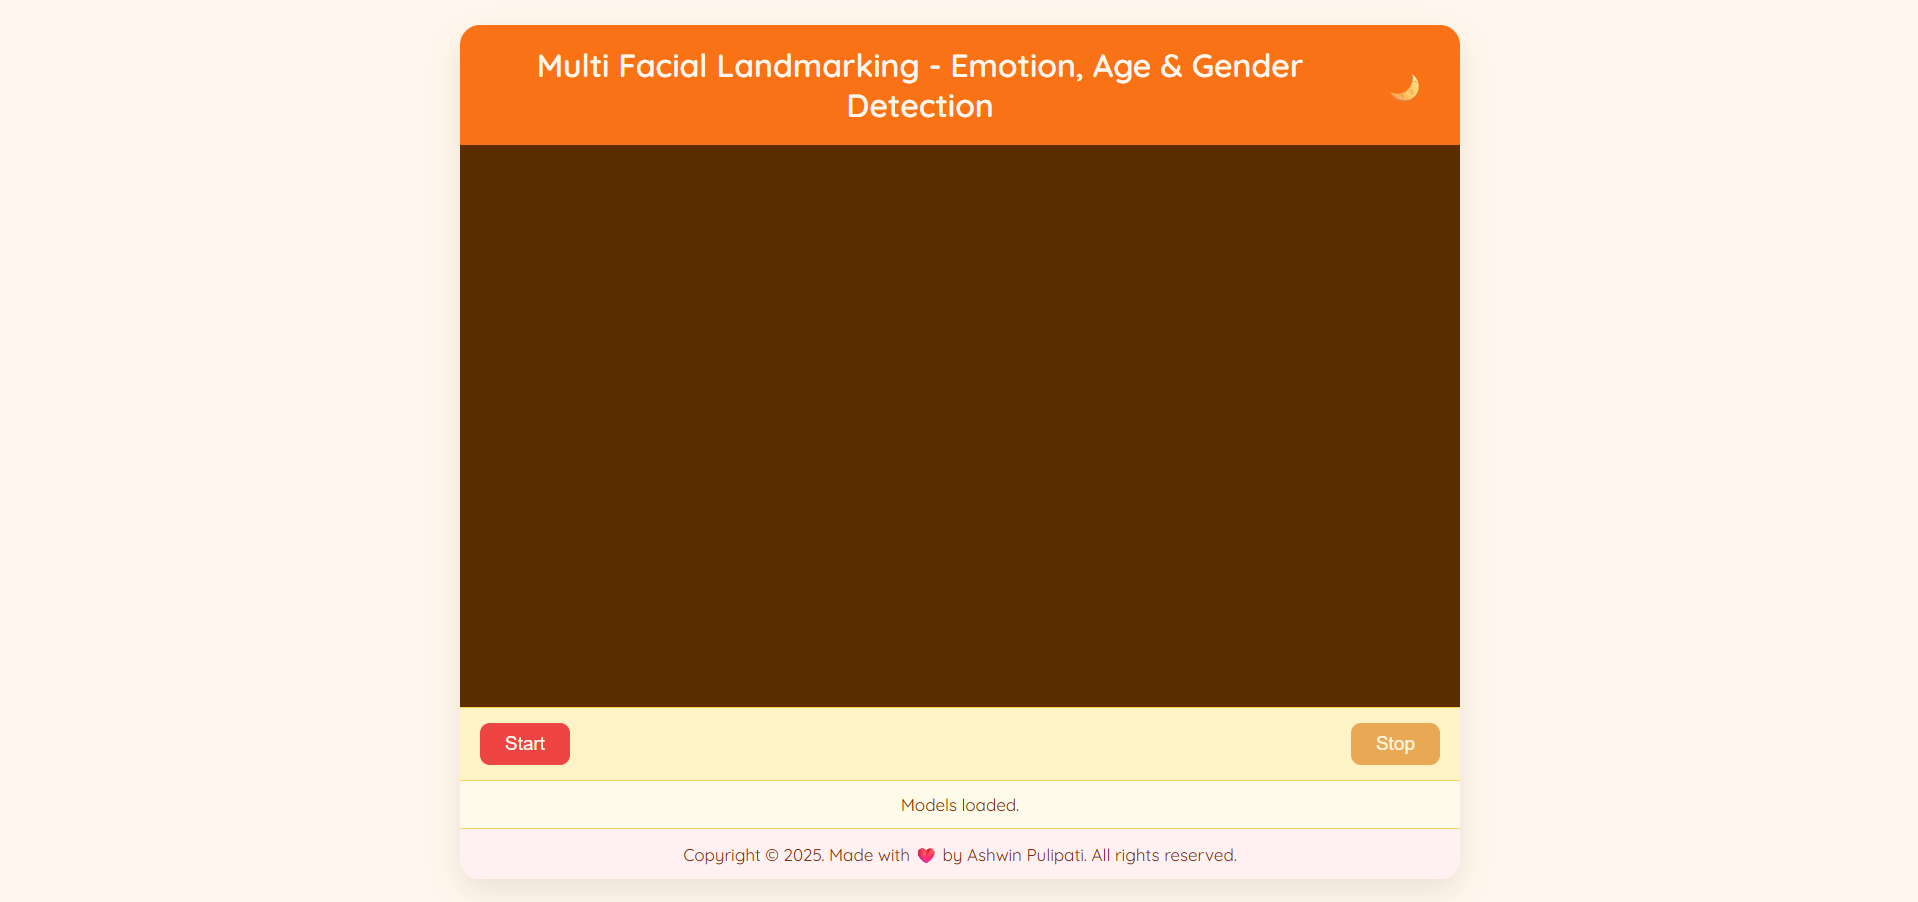 Multi Facial Landmarking - Emotion, Age & Gender
Detection
Start
Stop
Models loaded.
Copyright © 2025. Made with ❤️ by Ashwin Pulipati. All rights reserved.